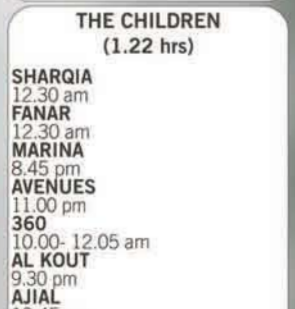 THE CHILDREN
(1.22 hrs)
SHARQIA
12.30 am
FANAR
12.30 am
MARINA
8.45 pm
AVENUES
11.00 pm
360
10.00- 12.05 am
AL KOUT
9.30 pm
AJIAL